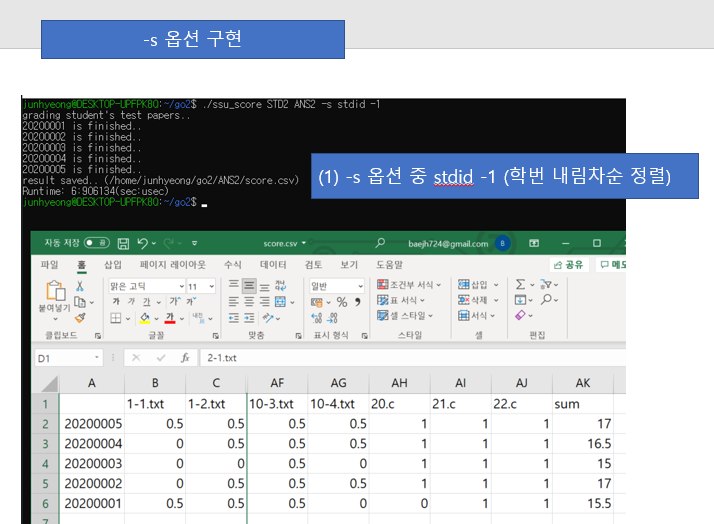 -s 옵션 구현
junhyeong@DESKTOP-UPFPKBQ:~/go2$ ./ssu_score STD2 ANS2 -s stdid -1
grading student's test papers..
20200001 is finished..
20200002 is finished..
20200003 is finished..
20200004 is finished..
20200005 is finished..
result saved.. (/home/junhyeong/go2/ANS2/score.csv)
Runtime: 6:906134(sec:usec)
junhyeong@DESKTOP-UPFPKBQ:~/go2$
(1) -s 옵션 중 stdid -1 (학번 내림차순 정렬)
자동 저장 score.csv baejh724@gmail.com B
파일 홈 삽입 페이지 레이아웃 수식 데이터 검토 보기 도움말 공유 메모
붙여넣기 맑은 고딕 11 일반 조건부 서식 삽입
가 가 가 가 가 % 표 서식 삭제
가 셀 스타일 서식
클립보드 글꼴 맞춤 표시 형식 스타일 셀 편집
D1 fx 2-1.txt
A B C AF AG AH AI AJ AK
1 1-1.txt 1-2.txt 10-3.txt 10-4.txt 20.c 21.c 22.c sum
2 20200005 0.5 0.5 0.5 0.5 1 1 1 17
3 20200004 0 0.5 0.5 0.5 1 1 1 16.5
4 20200003 0 0 0.5 0 1 1 1 15
5 20200002 0 0.5 0.5 0.5 1 1 1 17
6 20200001 0.5 0.5 0.5 0 0 1 1 15.5
7